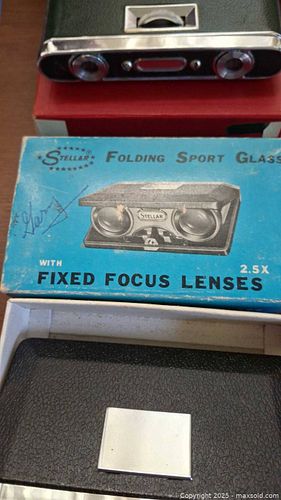 STELLAR
FOLDING SPORT GLASS
STELLAR
WITH
2.5X
FIXED FOCUS LENSES
Copyright © 2025 - maxsold.com